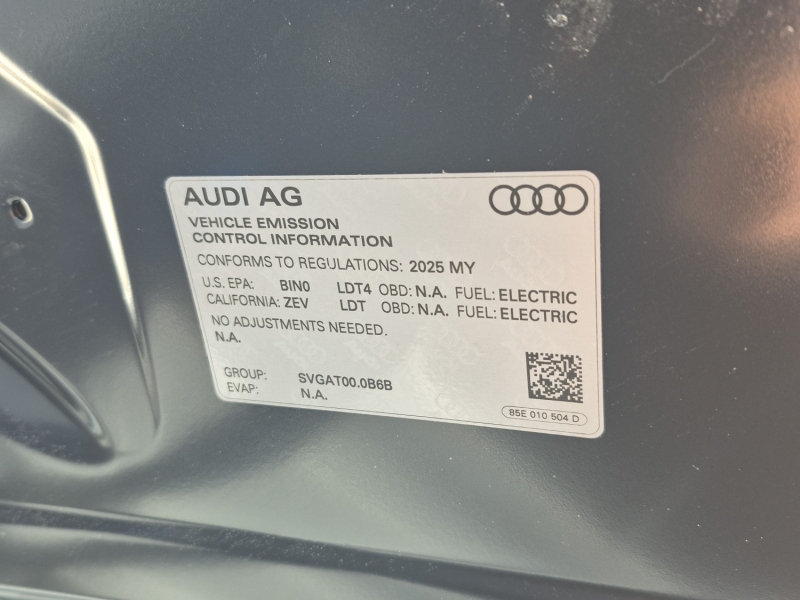 AUDI AG
VEHICLE EMISSION
CONTROL INFORMATION
CONFORMS TO REGULATIONS: 2025 MY
U.S. EPA: BIN0 LDT4 OBD: N.A. FUEL: ELECTRIC
CALIFORNIA: ZEV LDT OBD: N.A. FUEL: ELECTRIC
NO ADJUSTMENTS NEEDED.
N.A.
GROUP: SVGAT00.0B6B
EVAP: N.A.
85E 010 504 D